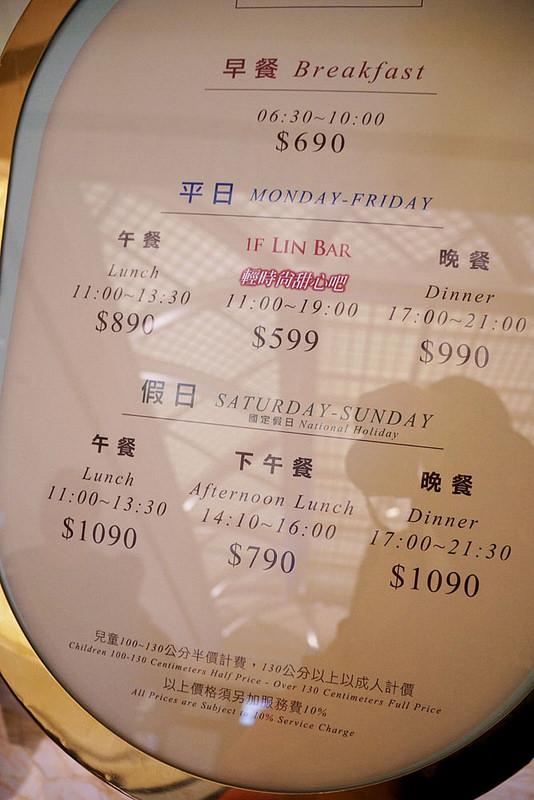 早餐 Breakfast
06:30~10:00
$690
平日 MONDAY-FRIDAY
午餐
Lunch
11:00~13:30
$890
1F LIN BAR
輕時尚甜心吧
11:00~19:00
$599
晚餐
Dinner
17:00~21:00
$990
假日 SATURDAY-SUNDAY
國定假日 National Holiday
午餐
Lunch
11:00~13:30
$1090
下午餐
Afternoon Lunch
14:10~16:00
$790
晚餐
Dinner
17:00~21:30
$1090
兒童100~130公分半價計費，130公分以上以成人計價
Children 100-130 Centimeters Half Price - Over 130 Centimeters Full Price
以上價格須另加服務費10%
All Prices are Subject to 10% Service Charge